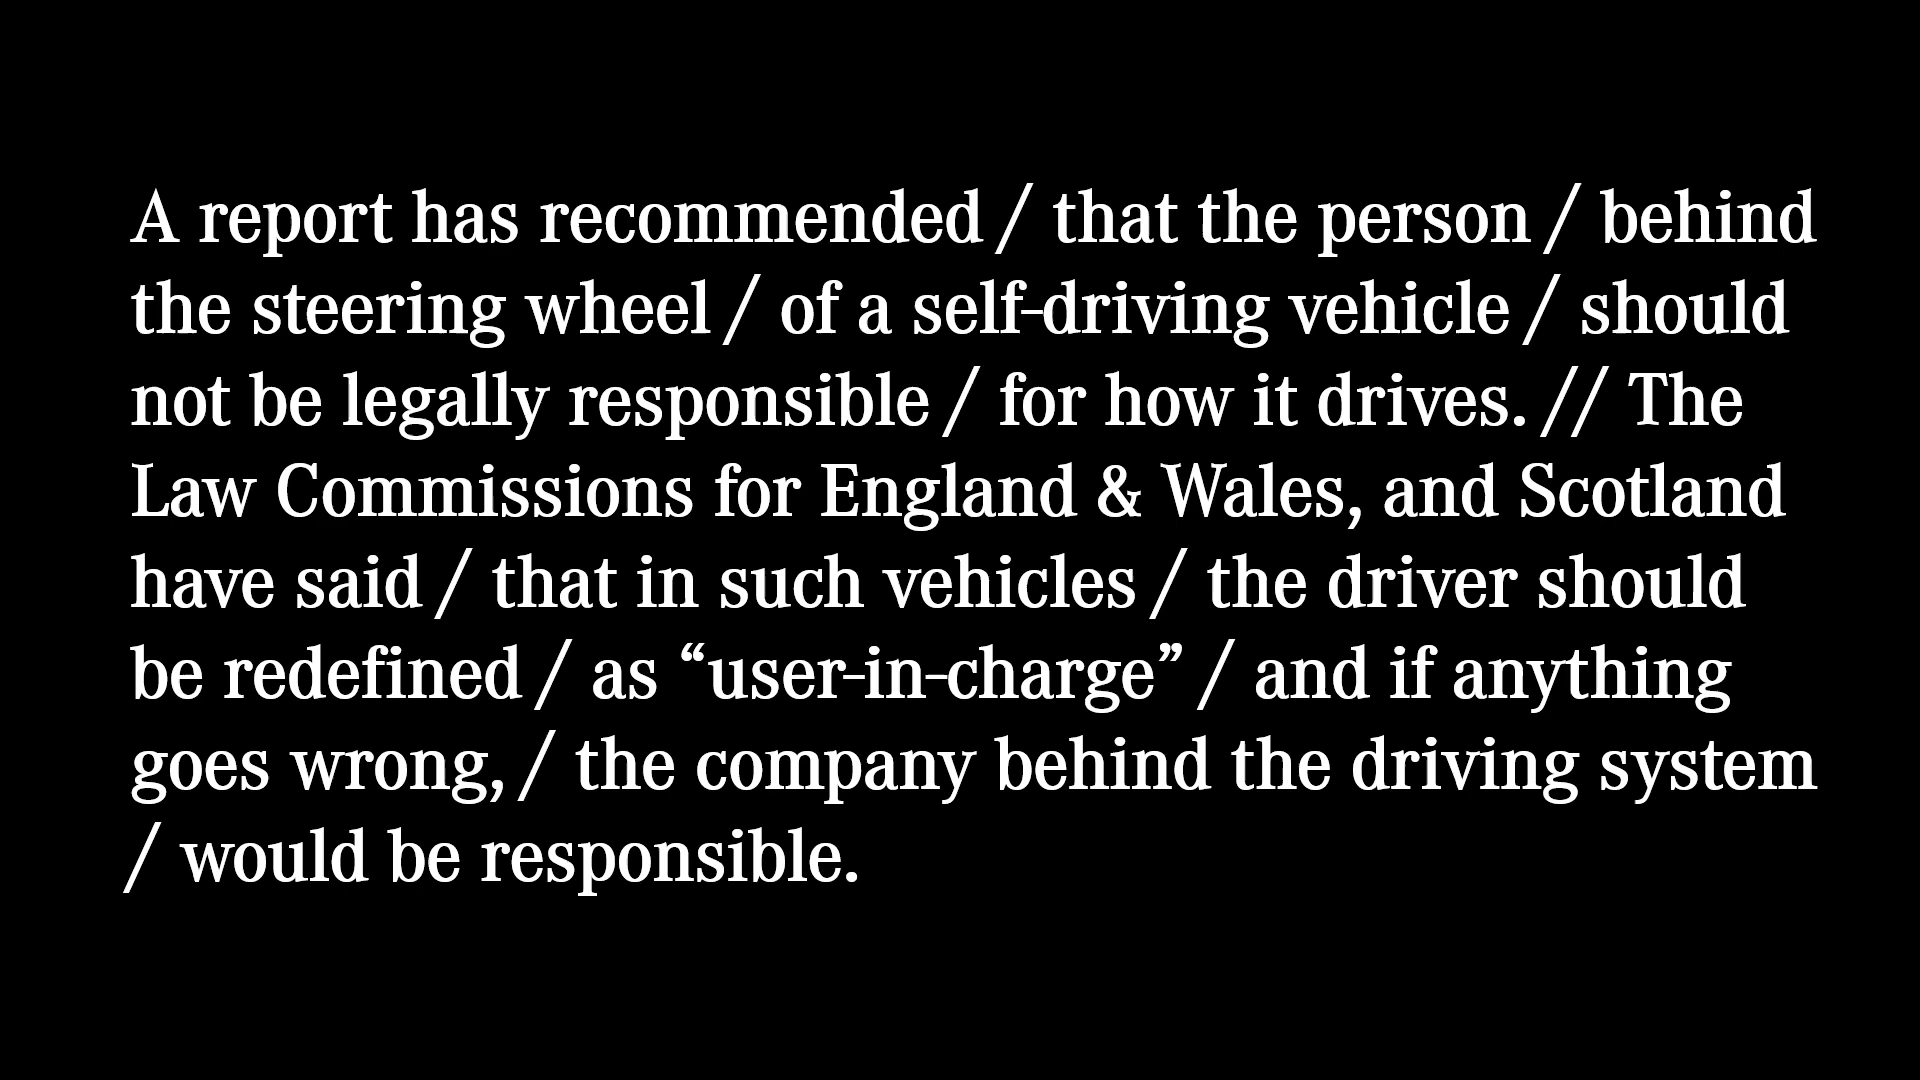 A report has recommended / that the person / behind
the steering wheel / of a self-driving vehicle / should
not be legally responsible / for how it drives. // The
Law Commissions for England & Wales, and Scotland
have said / that in such vehicles / the driver should
be redefined / as “user-in-charge” / and if anything
goes wrong, / the company behind the driving system
/ would be responsible.